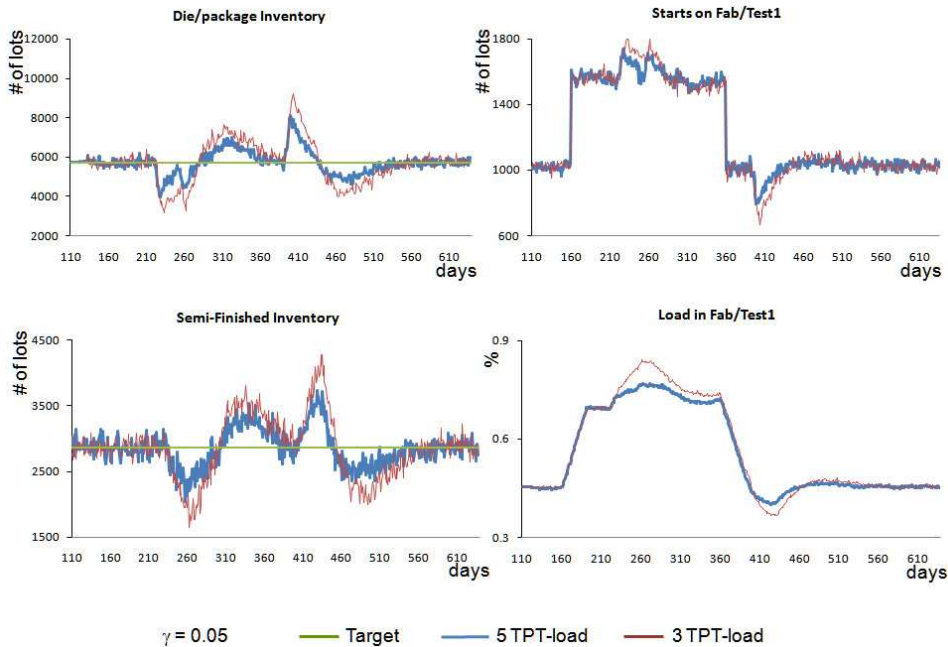 Die/package Inventory
# of lots
12000
10000
8000
6000
4000
2000
110 160 210 260 310 360 410 460 510 560 610
days
Starts on Fab/Test1
# of lots
1800
1400
1000
600
110 160 210 260 310 360 410 460 510 560 610
days
Semi-Finished Inventory
# of lots
4500
3500
2500
1500
110 160 210 260 310 360 410 460 510 560 610
days
Load in Fab/Test1
%
0.9
0.6
0.3
110 160 210 260 310 360 410 460 510 560 610
days
γ = 0.05 Target 5 TPT-load 3 TPT-load